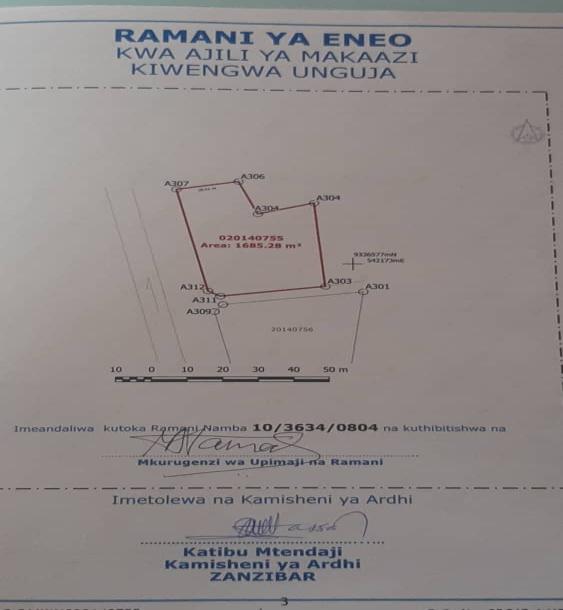 RAMANI YA ENEO
KWA AJILI YA MAKAAZI
KIWENGWA UNGUJA
A307
A306
A304
A304
020140755
Area: 1685.28 m²
9336577mN
542173mE
A312
A303
A301
A311
A309
20140756
10 0 10 20 30 40 50 m
Imeandaliwa kutoka Ramani Namba 10/3634/0804 na kuthibitishwa na
Mkurugenzi wa Upimaji na Ramani
Imetolewa na Kamisheni ya Ardhi
Katibu Mtendaji
Kamisheni ya Ardhi
ZANZIBAR
3